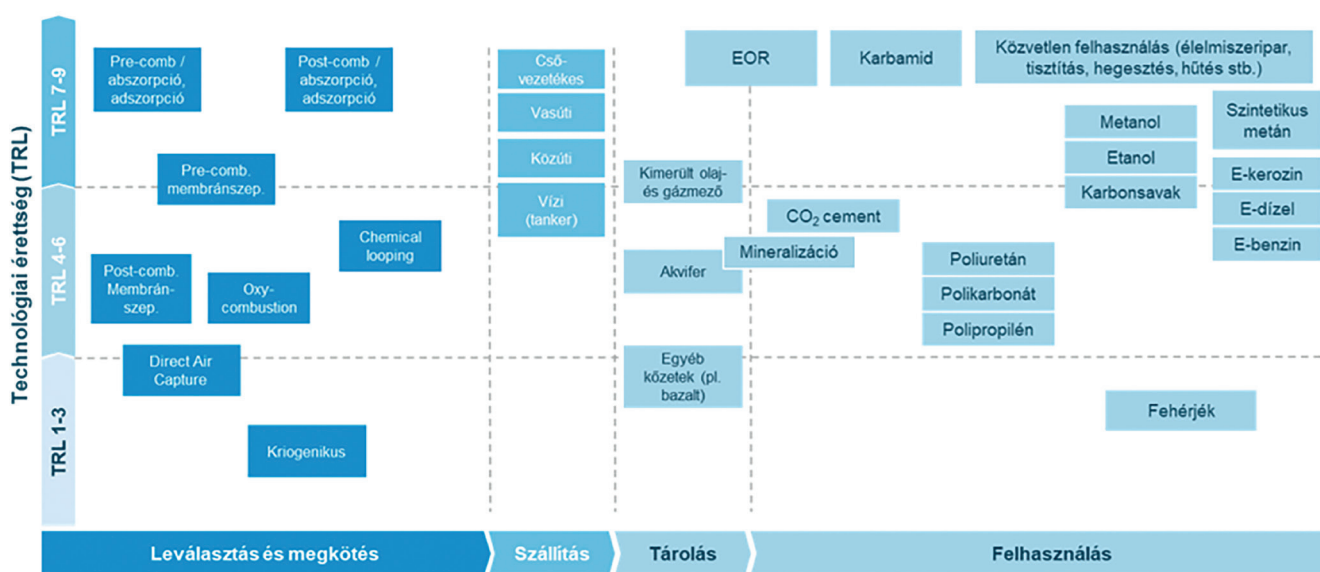 Technológiai érettség (TRL)
TRL 7-9
TRL 4-6
TRL 1-3
Pre-comb /
abszorpció,
adszorpció
Post-comb /
abszorpció,
adszorpció
Pre-comb.
membránszep.
Chemical
looping
Post-comb.
Membrán-
szep.
Oxy-
combustion
Direct Air
Capture
Kriogenikus
Cső-
vezetékes
Vasúti
Közúti
Vízi
(tanker)
Kimerült olaj-
és gázmező
Akvifer
Egyéb
kőzetek (pl.
bazalt)
EOR
Karbamid
Közvetlen felhasználás (élelmiszeripar,
tisztítás, hegesztés, hűtés stb.)
Metanol
Etanol
Karbonsavak
Szintetikus
metán
E-kerozin
E-dízel
E-benzin
CO₂ cement
Mineralizáció
Poliuretán
Polikarbonát
Polipropilén
Fehérjék
Leválasztás és megkötés
Szállítás
Tárolás
Felhasználás